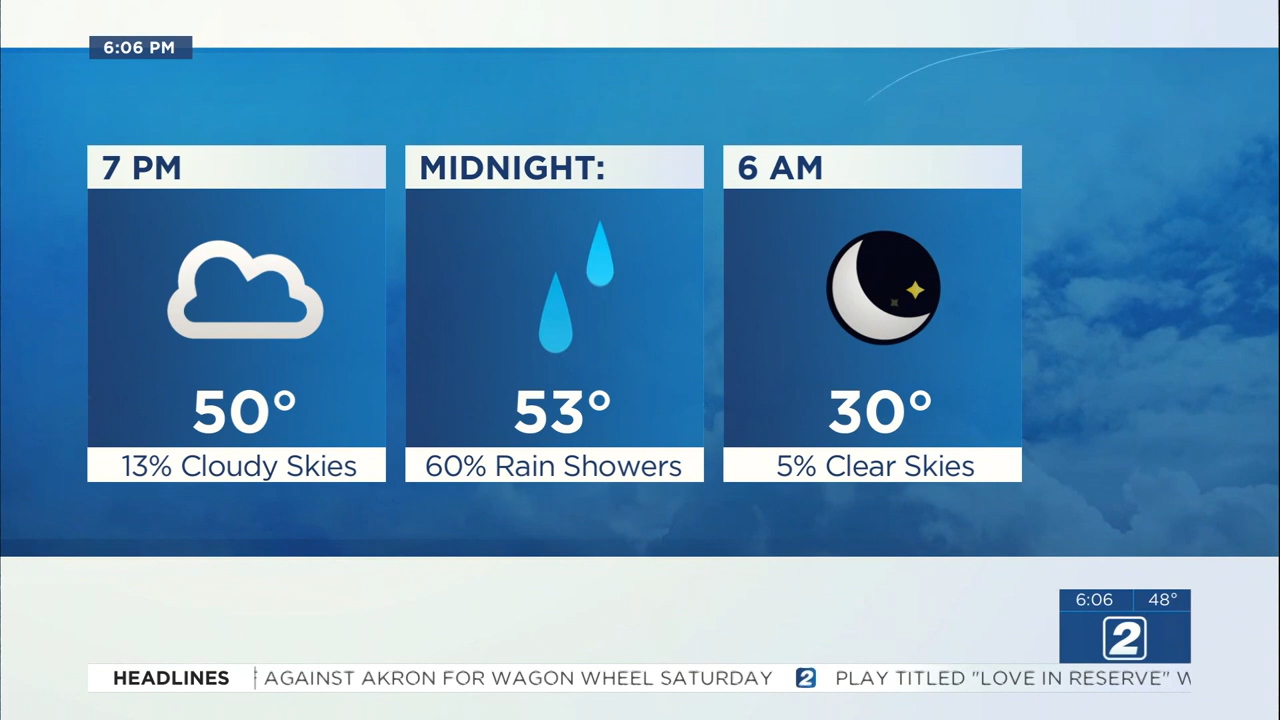 6:06 PM
7 PM
50°
13% Cloudy Skies
MIDNIGHT:
53°
60% Rain Showers
6 AM
30°
5% Clear Skies
6:06 48°
2
HEADLINES AGAINST AKRON FOR WAGON WHEEL SATURDAY 2 PLAY TITLED "LOVE IN RESERVE"